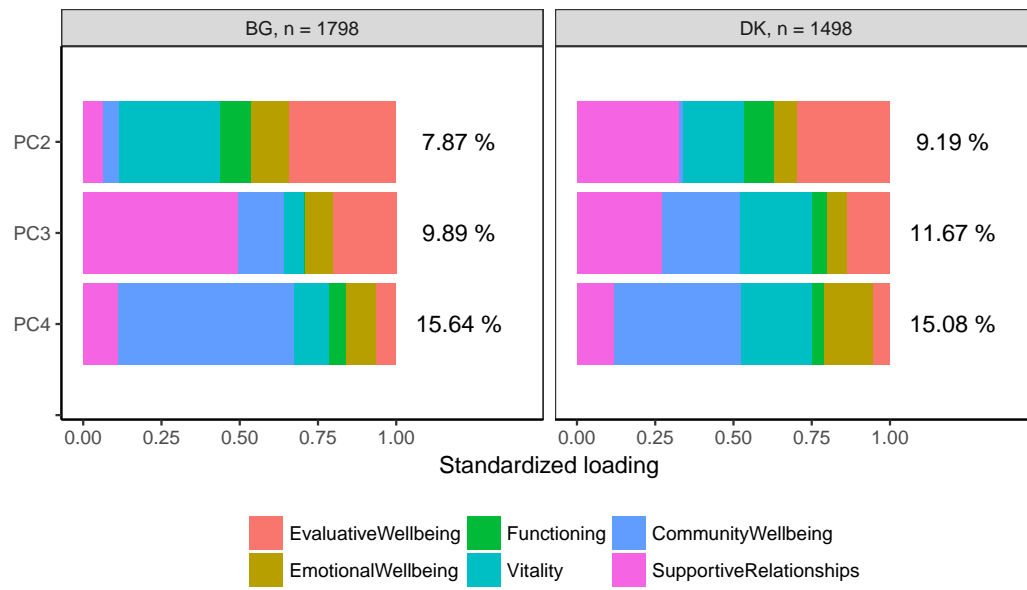 BG, n = 1798
DK, n = 1498
PC2
7.87 %
9.19 %
PC3
9.89 %
11.67 %
PC4
15.64 %
15.08 %
0.00 0.25 0.50 0.75 1.00
0.00 0.25 0.50 0.75 1.00
Standardized loading
EvaluativeWellbeing Functioning CommunityWellbeing
EmotionalWellbeing Vitality SupportiveRelationships